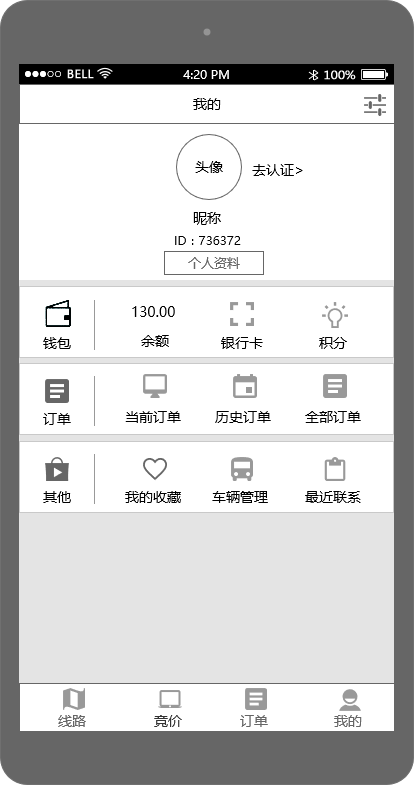 BELL 4:20 PM 100%
我的
头像
去认证>
昵称
ID：736372
个人资料
130.00
钱包 余额 银行卡 积分
订单 当前订单 历史订单 全部订单
其他 我的收藏 车辆管理 最近联系
线路 竞价 订单 我的